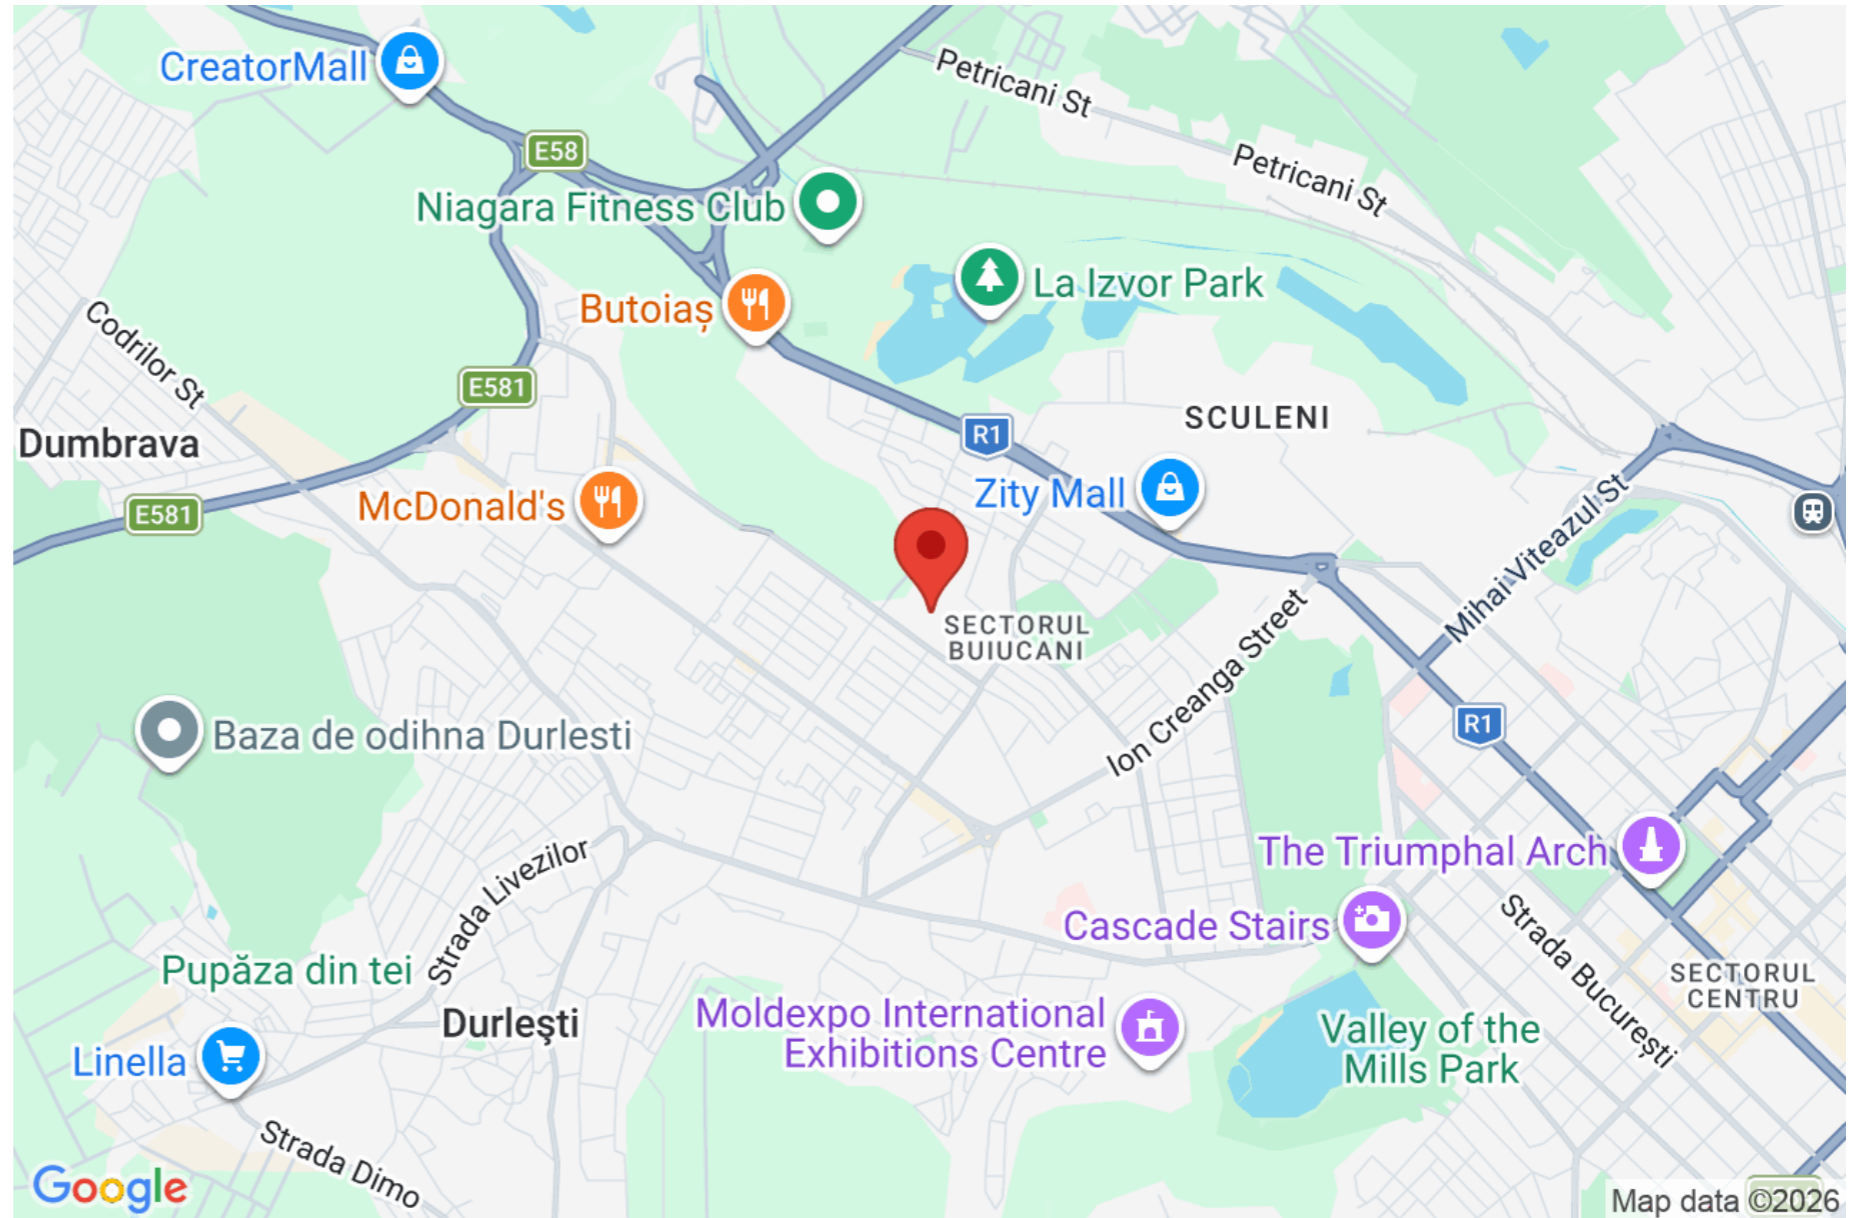 CreatorMall
Petricani St
E58
Petricani St
Niagara Fitness Club
La Izvor Park
Butoiaș
Codrilor St
E581
SCULENI
R1
Dumbrava
Zity Mall
McDonald's
E581
Mihai Viteazul St
SECTORUL
BUIUCANI
Ion Creanga Street
R1
Baza de odihna Durlesti
The Triumphal Arch
Strada Livezilor
Cascade Stairs
Strada București
Pupăza din tei
SECTORUL
CENTRU
Durleşti
Moldexpo International
Exhibitions Centre
Valley of the
Mills Park
Linella
Strada Dimo
Google
Map data ©2026